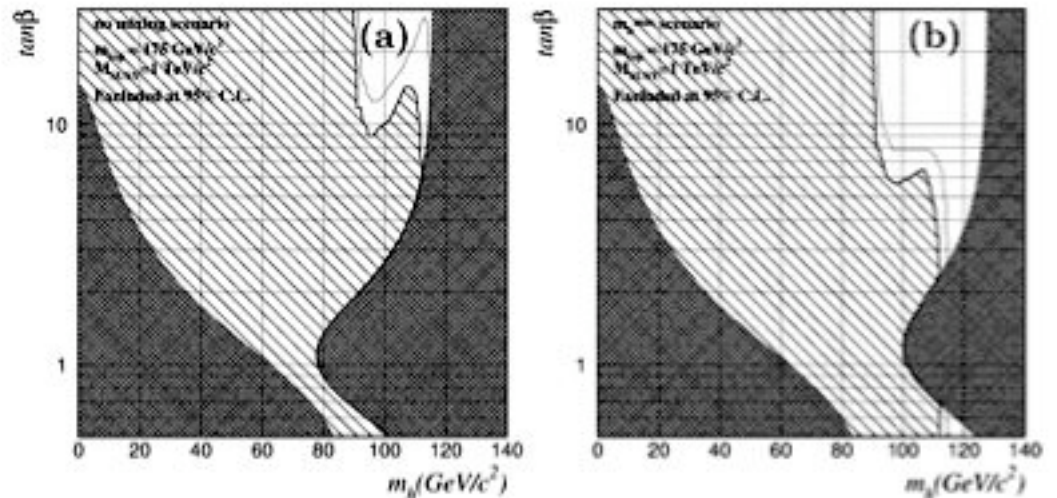 (a)
no mixing scenario
Excluded at 95% C.L.
tanβ
10
1
0 20 40 60 80 100 120 140
m_h(GeV/c²)
(b)
scenario
Excluded at 95% C.L.
tanβ
10
1
0 20 40 60 80 100 120 140
m_h(GeV/c²)